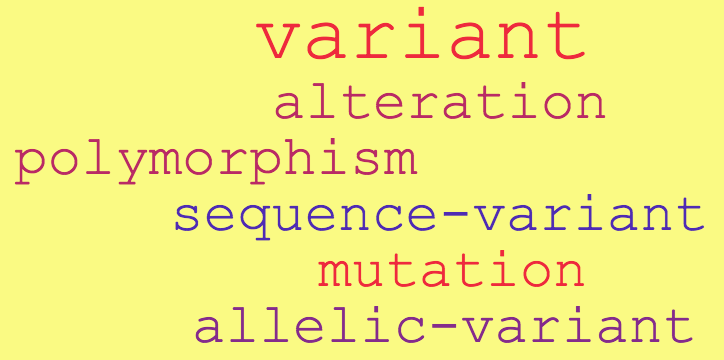 variant
alteration
polymorphism
sequence-variant
mutation
allelic-variant